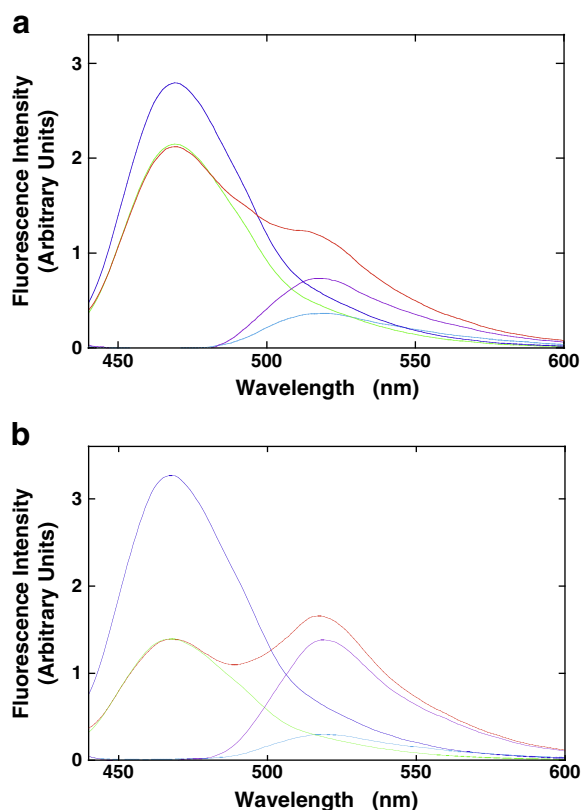 a
Fluorescence Intensity
(Arbitrary Units)
3
2
1
0
450 500 550 600
Wavelength (nm)
b
Fluorescence Intensity
(Arbitrary Units)
3
2
1
0
450 500 550 600
Wavelength (nm)